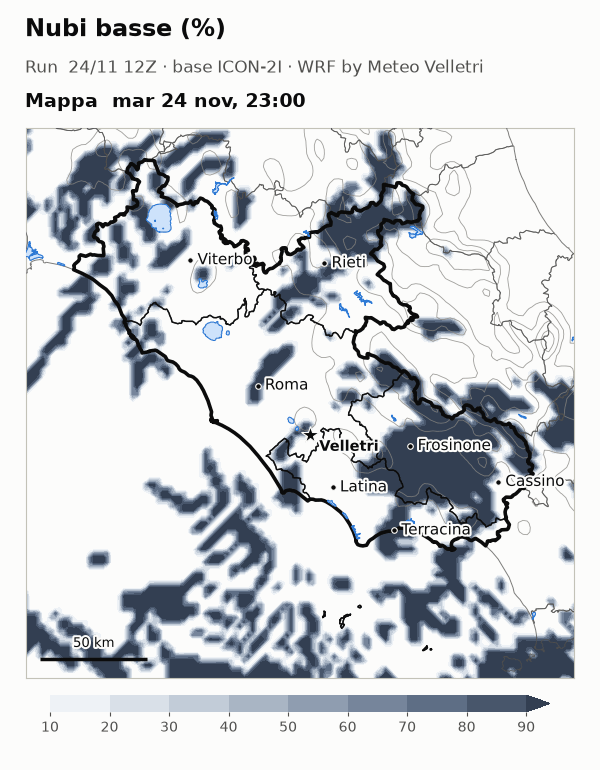 Nubi basse (%)
Run  24/11 12Z · base ICON-2I · WRF by Meteo Velletri
Mappa  mar 24 nov, 23:00
Viterbo
Rieti
Roma
Velletri
Frosinone
Cassino
Latina
Terracina
50 km
10 20 30 40 50 60 70 80 90